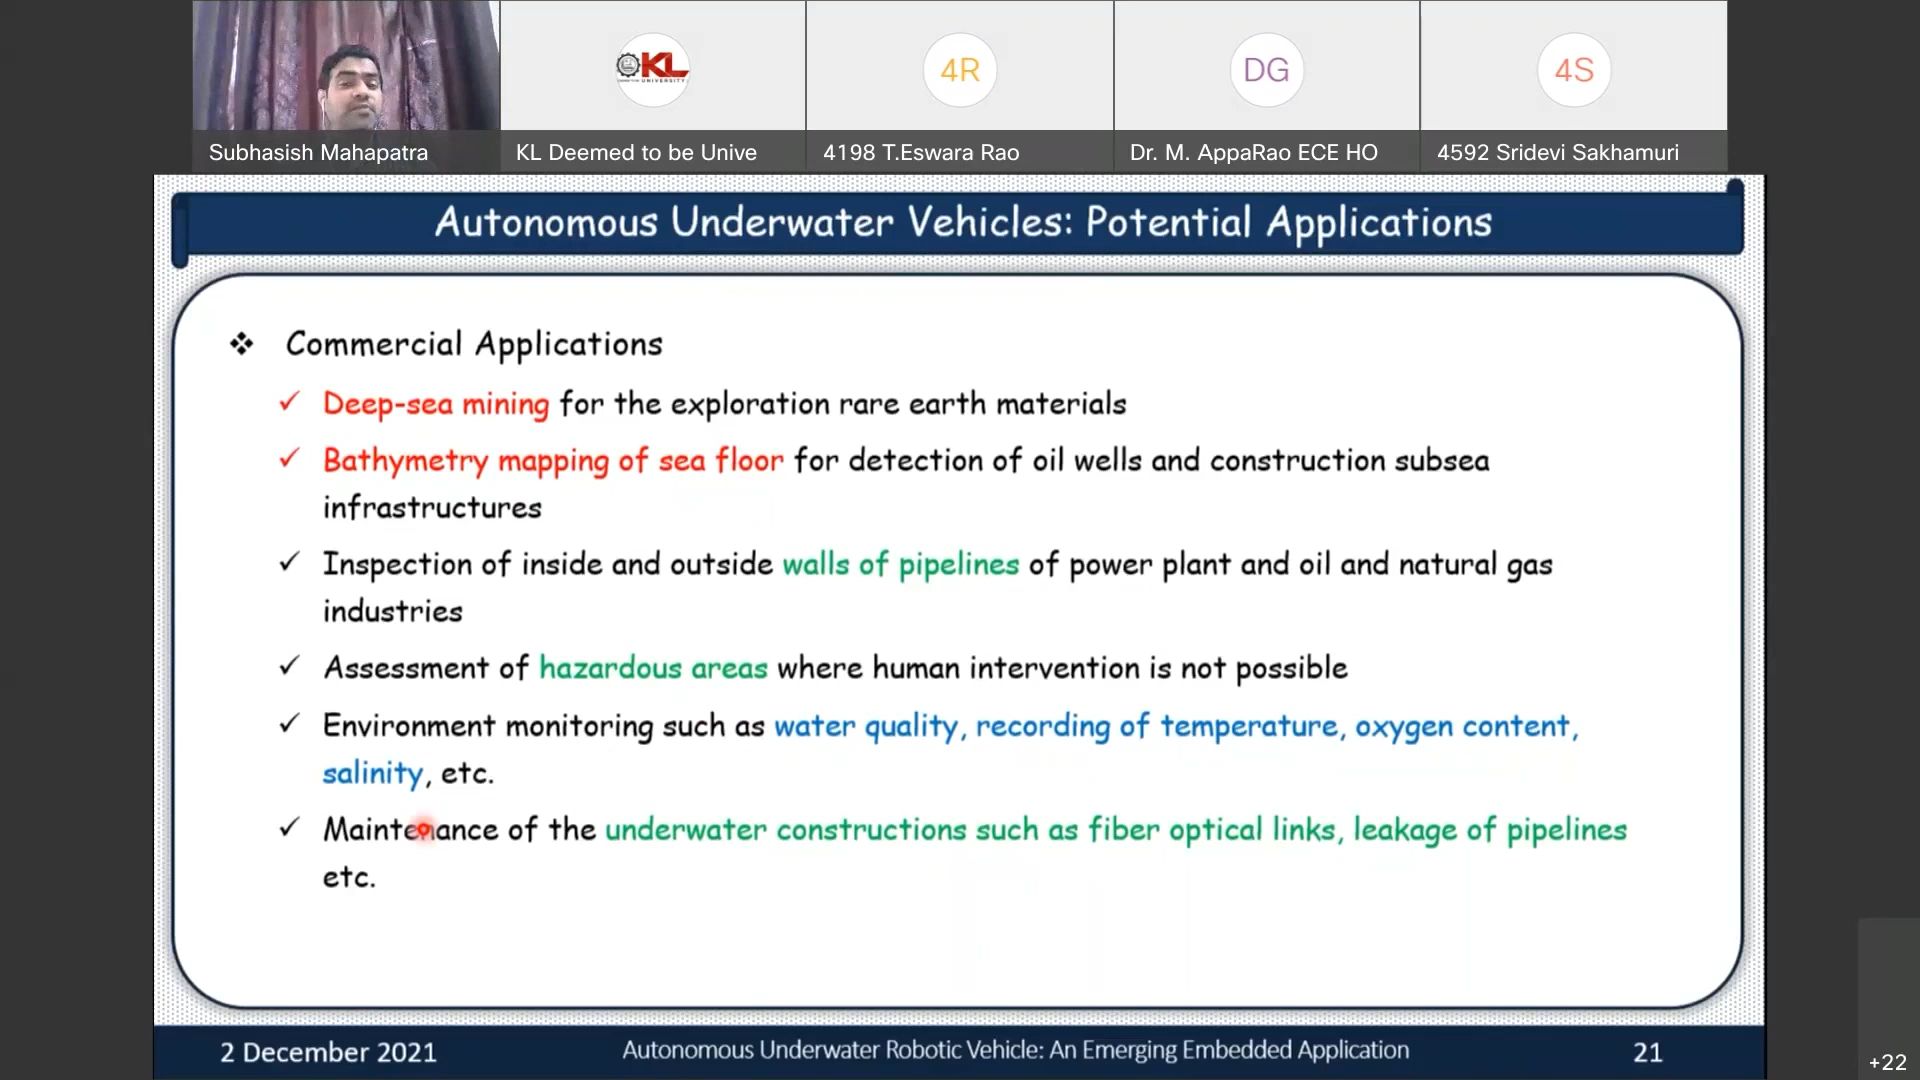 KL
UNIVERSITY
4R
DG
4S
Subhasish Mahapatra
KL Deemed to be Unive
4198 T.Eswara Rao
Dr. M. AppaRao ECE HO
4592 Sridevi Sakhamuri
Autonomous Underwater Vehicles: Potential Applications
Commercial Applications
Deep-sea mining for the exploration rare earth materials
Bathymetry mapping of sea floor for detection of oil wells and construction subsea
infrastructures
Inspection of inside and outside walls of pipelines of power plant and oil and natural gas
industries
Assessment of hazardous areas where human intervention is not possible
Environment monitoring such as water quality, recording of temperature, oxygen content,
salinity, etc.
Maintenance of the underwater constructions such as fiber optical links, leakage of pipelines
etc.
2 December 2021
Autonomous Underwater Robotic Vehicle: An Emerging Embedded Application
21
+22